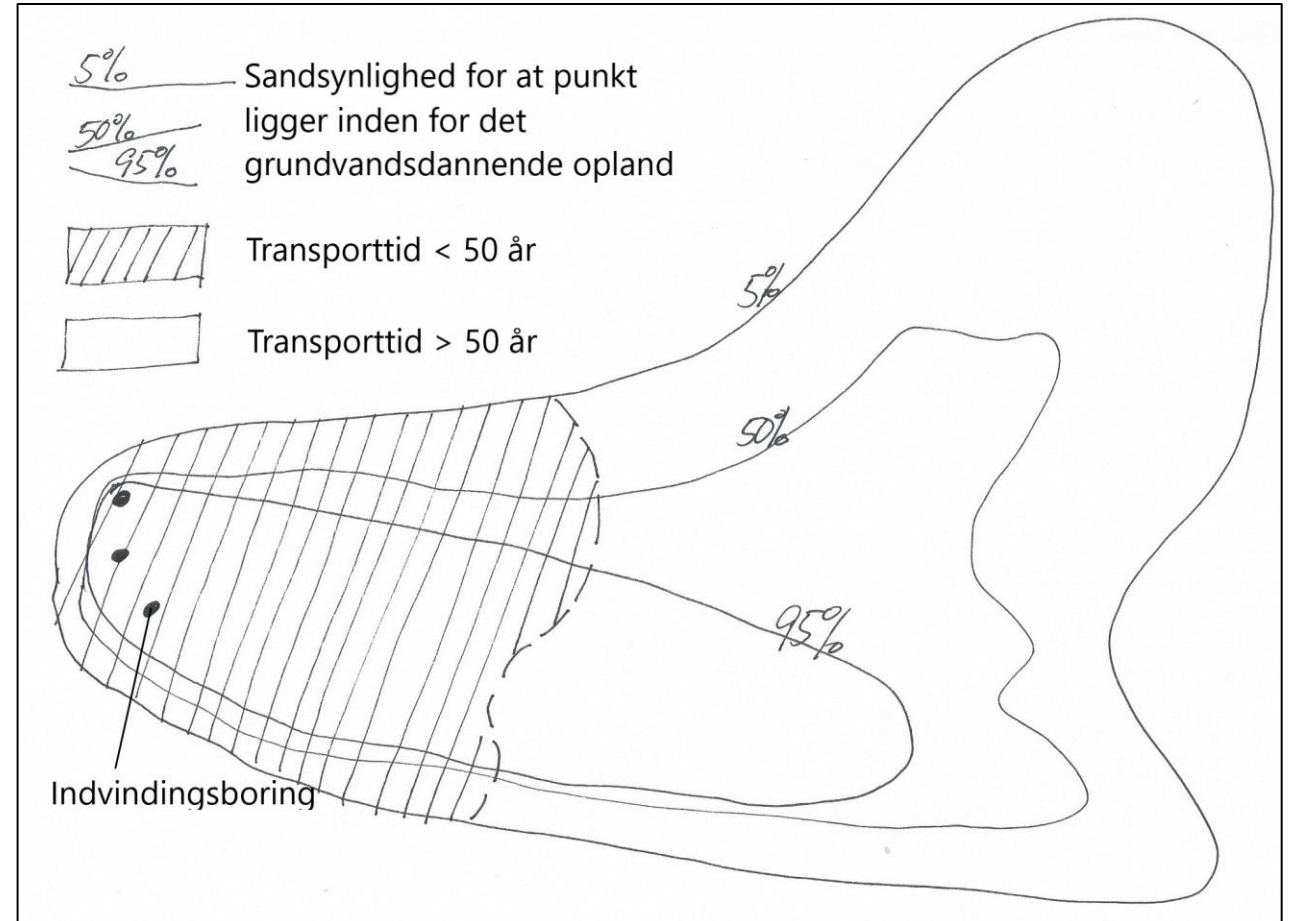 5%
Sandsynlighed for at punkt
50%
ligger inden for det
95%
grundvandsdannende opland
Transporttid < 50 år
Transporttid > 50 år
5%
50%
95%
Indvindingsboring